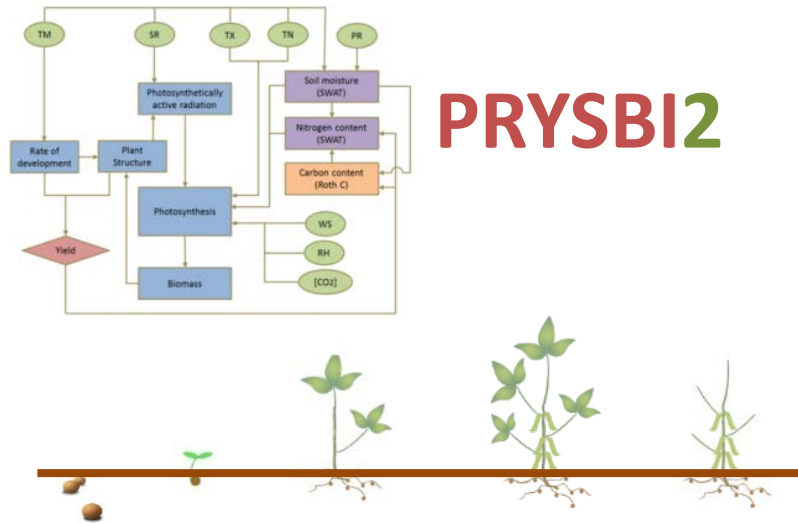 TM
SR
TX
TN
PR
Photosynthetically
active radiation
Soil moisture
(SWAT)
PRYSBI2
Nitrogen content
(SWAT)
Rate of
development
Plant
Structure
Carbon content
(Roth C)
Photosynthesis
WS
Yield
RH
Biomass
[CO2]